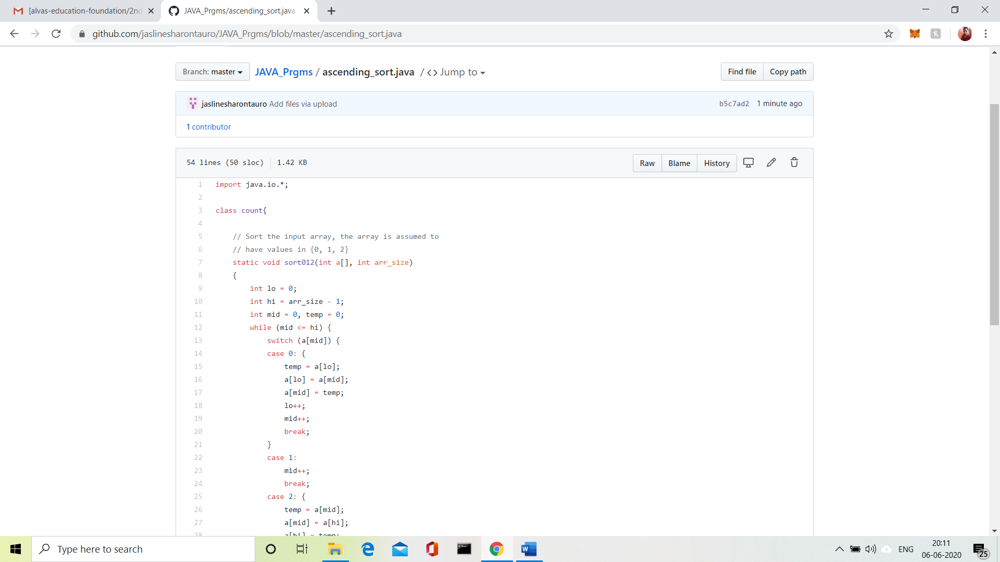 [alvas-education-foundation/2nd
JAVA_Prgms/ascending_sort.java
github.com/jaslinesharontauro/JAVA_Prgms/blob/master/ascending_sort.java
Branch: master JAVA_Prgms / ascending_sort.java / <> Jump to Find file Copy path
jaslinesharontauro Add files via upload b5c7ad2 1 minute ago
1 contributor
54 lines (50 sloc) 1.42 KB Raw Blame History
1 import java.io.*;
2
3 class count{
4
5 // Sort the input array, the array is assumed to
6 // have values in {0, 1, 2}
7 static void sort012(int a[], int arr_size)
8 {
9 int lo = 0;
10 int hi = arr_size - 1;
11 int mid = 0, temp = 0;
12 while (mid <= hi) {
13 switch (a[mid]) {
14 case 0: {
15 temp = a[lo];
16 a[lo] = a[mid];
17 a[mid] = temp;
18 lo++;
19 mid++;
20 break;
21 }
22 case 1:
23 mid++;
24 break;
25 case 2: {
26 temp = a[mid];
27 a[mid] = a[hi];
28 a[hi] = temp;
Type here to search
ENG
20:11
06-06-2020
25